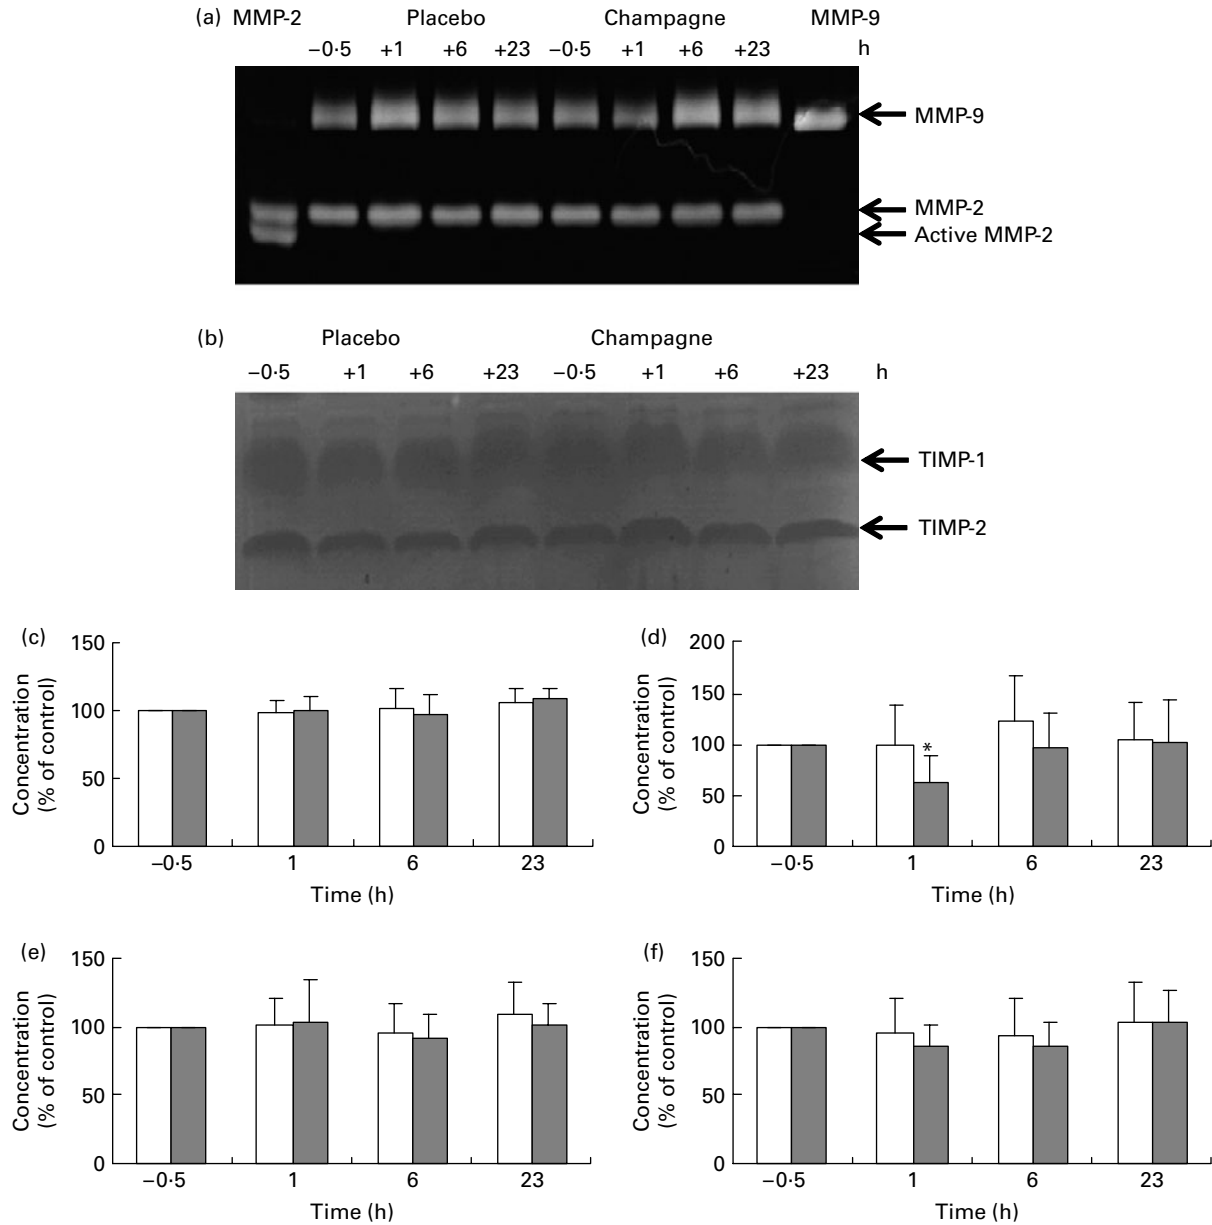 (a) MMP-2 Placebo Champagne MMP-9
–0·5 +1 +6 +23 –0·5 +1 +6 +23 h
MMP-9
MMP-2
Active MMP-2
(b) Placebo Champagne
–0·5 +1 +6 +23 –0·5 +1 +6 +23 h
TIMP-1
TIMP-2
(c)
Concentration
(% of control)
150
100
50
0
–0·5 1 6 23
Time (h)
(d)
Concentration
(% of control)
200
150
100
50
0
*
–0·5 1 6 23
Time (h)
(e)
Concentration
(% of control)
150
100
50
0
–0·5 1 6 23
Time (h)
(f)
Concentration
(% of control)
150
100
50
0
–0·5 1 6 23
Time (h)